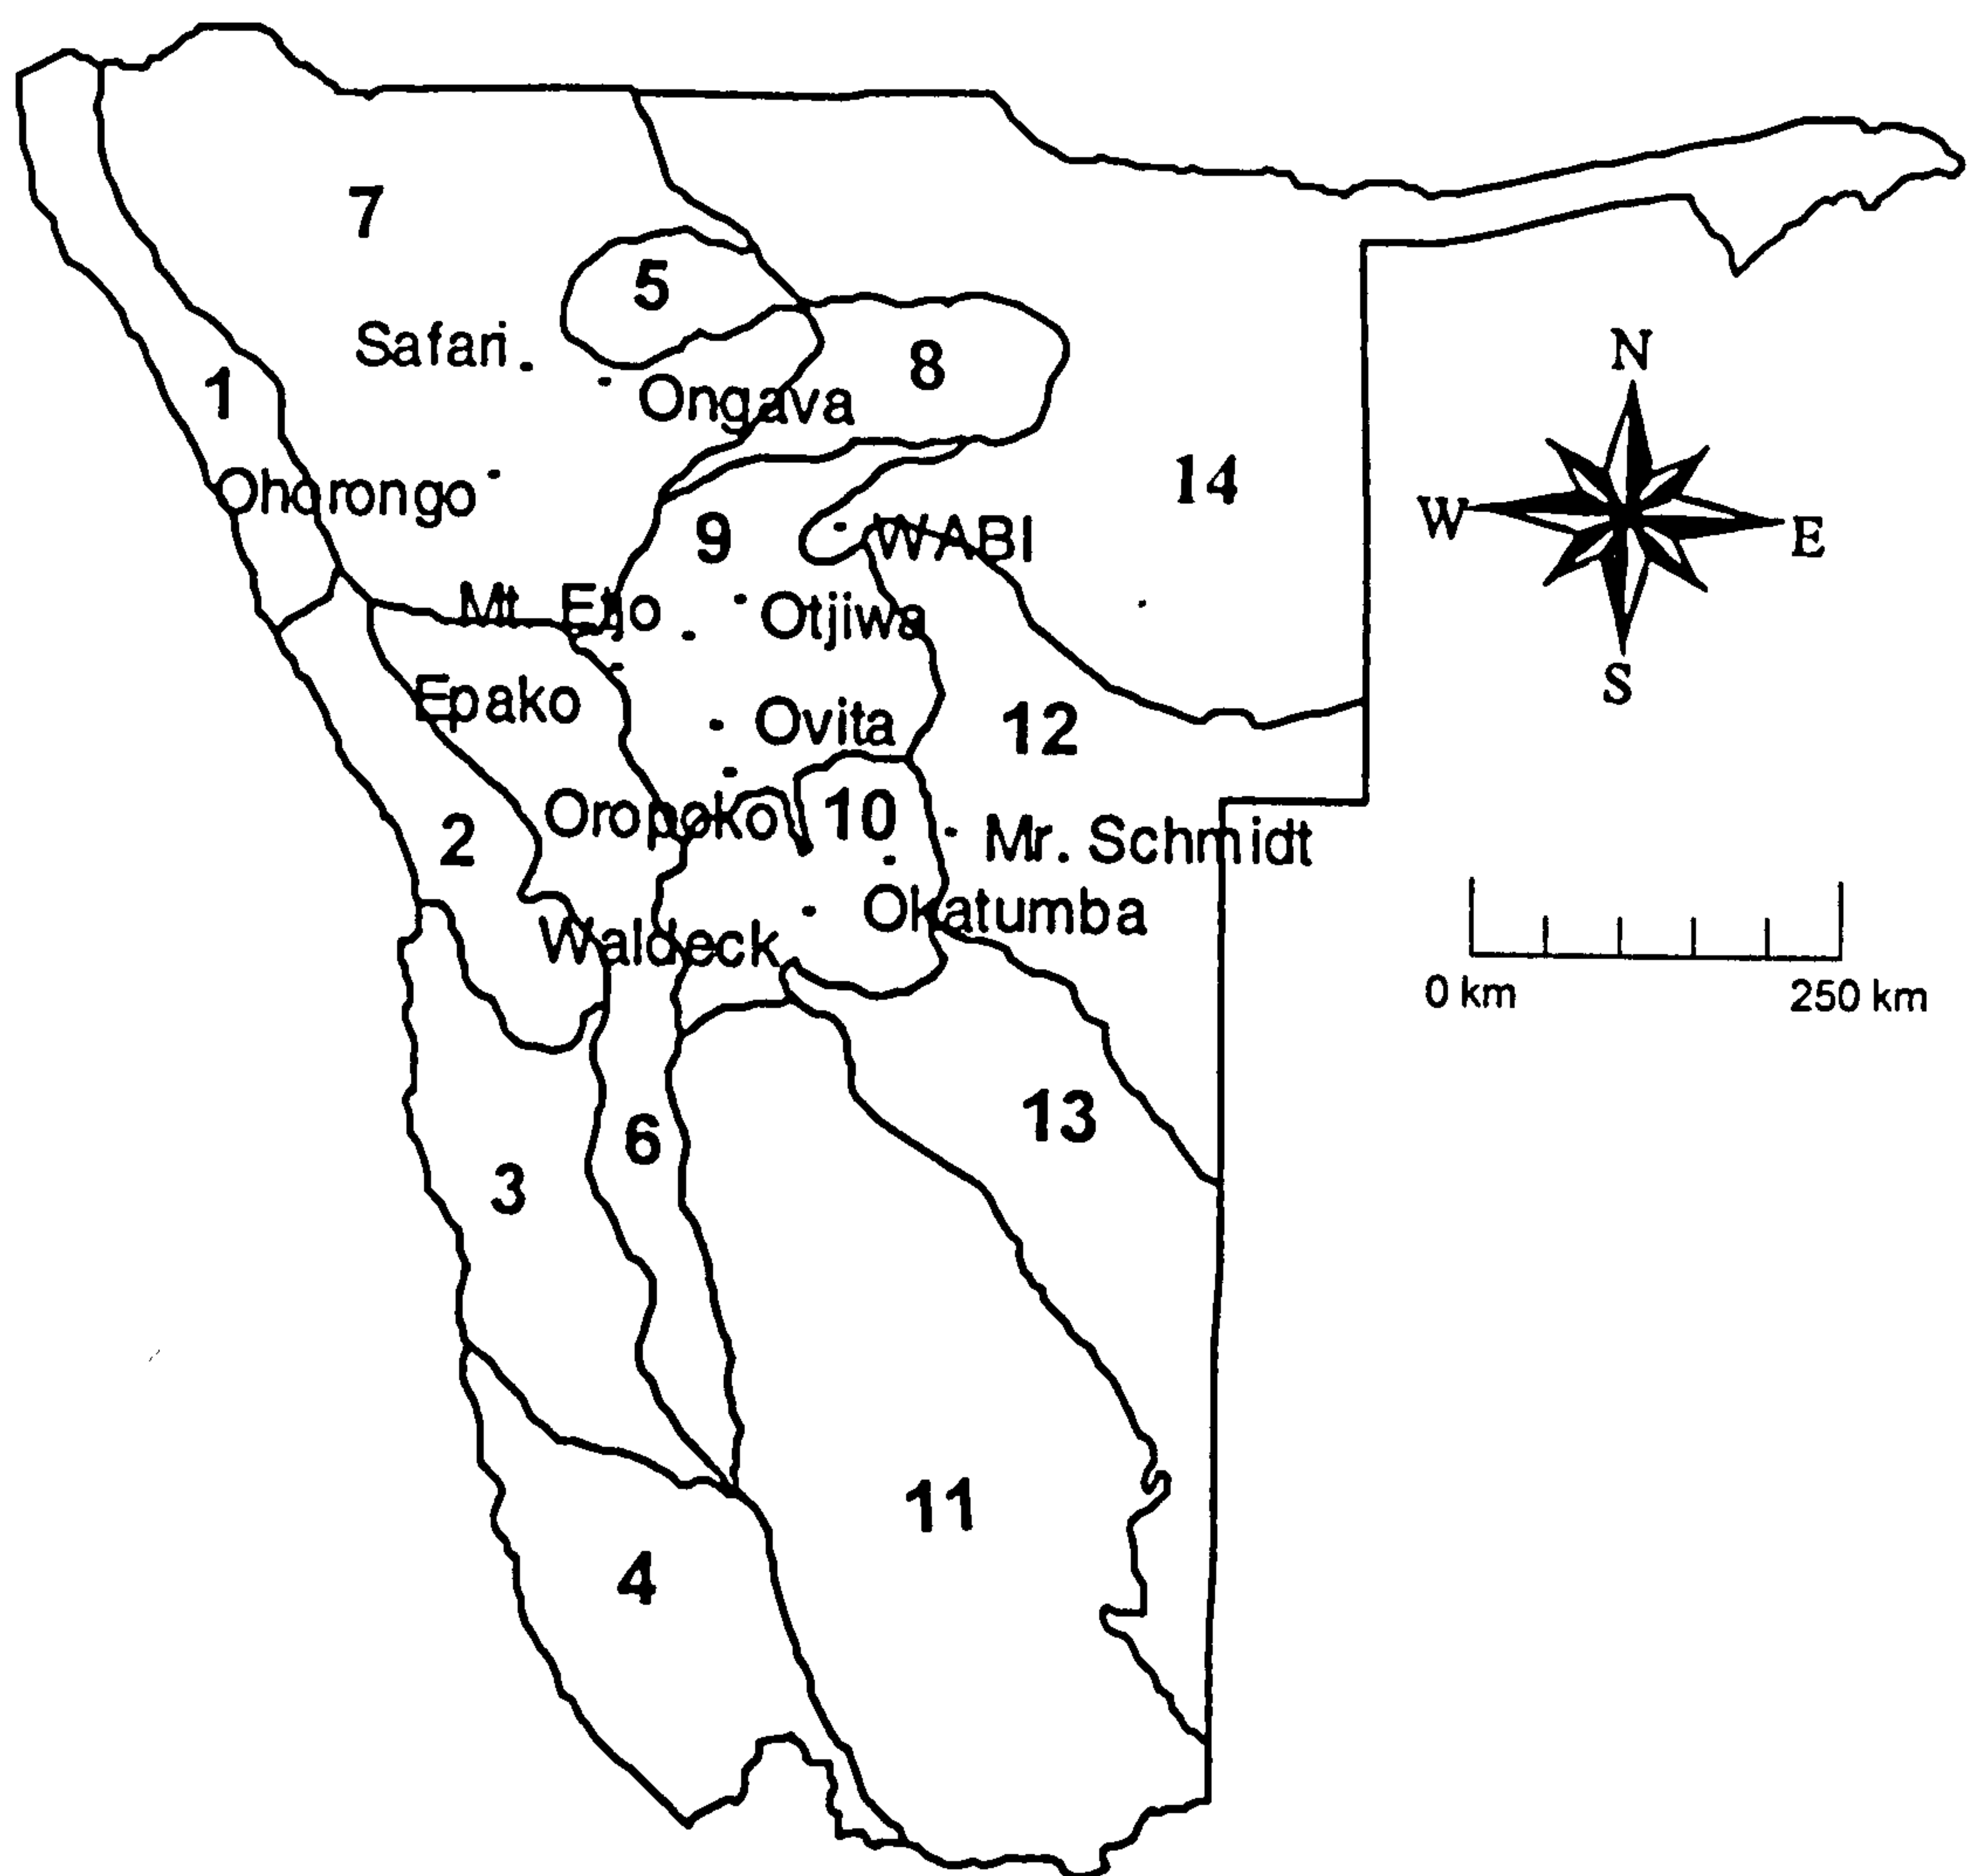 7
5
Safari
N
8
1
Ongava
14
Ohorongo
W
E
9
WABI
Mt Etjo
Otjiwa
S
Epako
Ovita
12
Oropoko
10
2
Mr. Schmidt
Okatumba
Waldeck
0 km
250 km
13
6
3
11
4